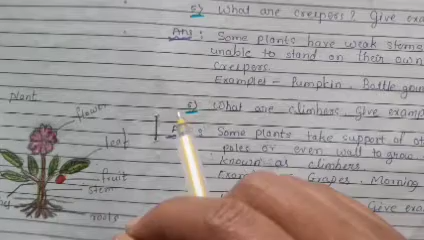 5) What are creepers? Give exa
Ans: Some plants have weak stems
unable to stand on their own
creepers.
Example - Pumpkin, Bottle gou
plant
flower
leaf
fruit
stem
roots
5) What are climbers. Give exampl
Some plants take support of ot
poles or even wall to grow
known as climbers.
Grapes, Morning
Give exa